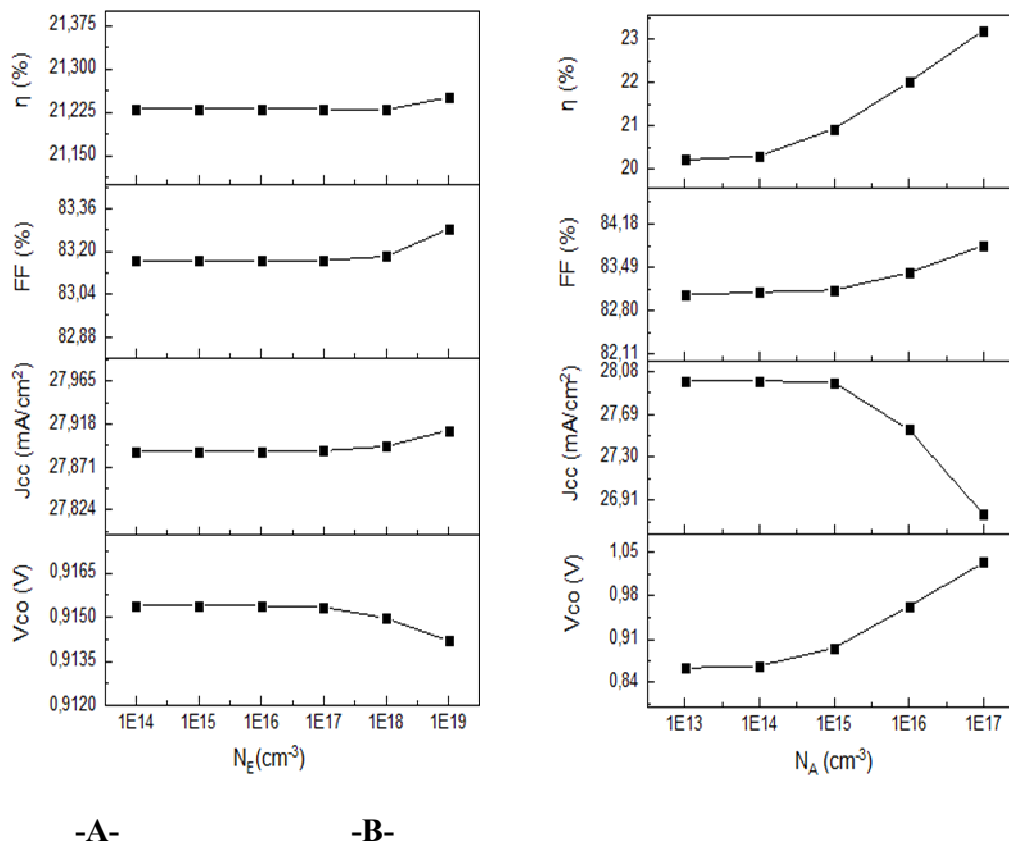 η (%)
21,375
21,300
21,225
21,150
FF (%)
83,36
83,20
83,04
82,88
Jcc (mA/cm²)
27,965
27,918
27,871
27,824
Vco (V)
0,9165
0,9150
0,9135
0,9120
1E14 1E15 1E16 1E17 1E18 1E19
N_E(cm⁻³)
η (%)
23
22
21
20
FF (%)
84,18
83,49
82,80
82,11
Jcc (mA/cm²)
28,08
27,69
27,30
26,91
Vco (V)
1,05
0,98
0,91
0,84
1E13 1E14 1E15 1E16 1E17
N_A (cm⁻³)
-A- -B-